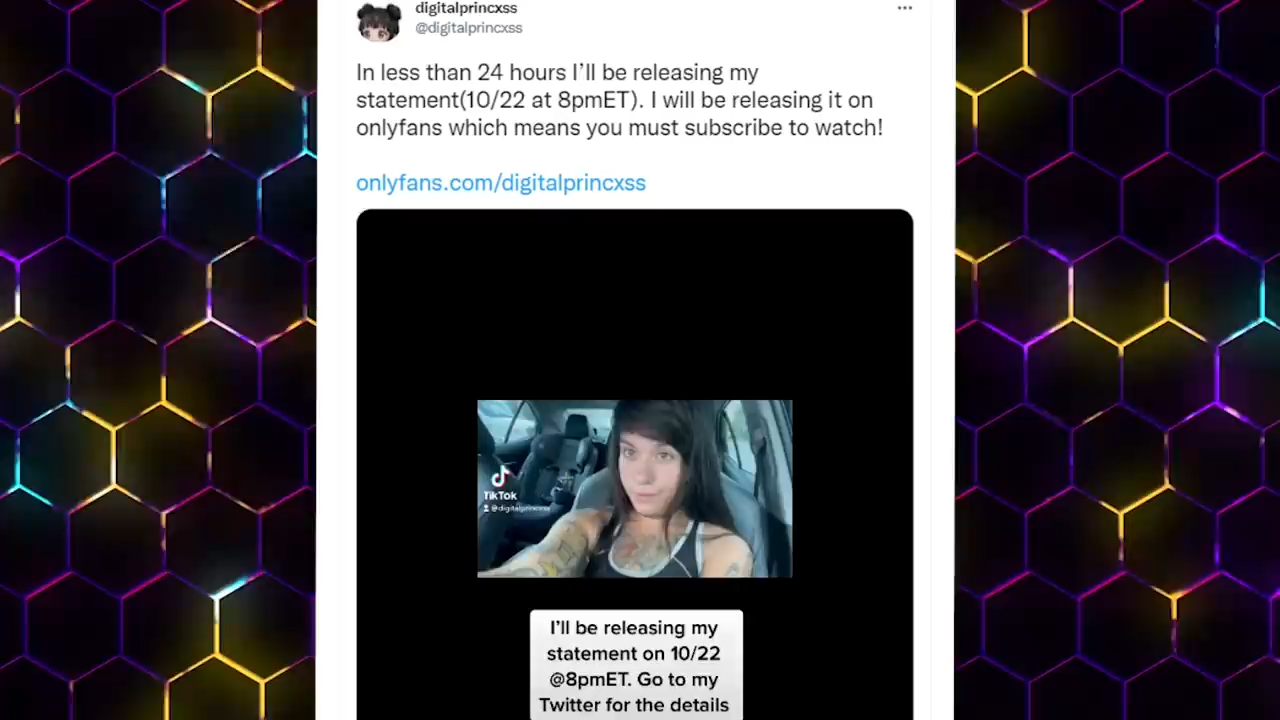 digitalprincxss
@digitalprincxss
In less than 24 hours I’ll be releasing my
statement(10/22 at 8pmET). I will be releasing it on
onlyfans which means you must subscribe to watch!
onlyfans.com/digitalprincxss
TikTok
@digitalprincxss
I’ll be releasing my
statement on 10/22
@8pmET. Go to my
Twitter for the details